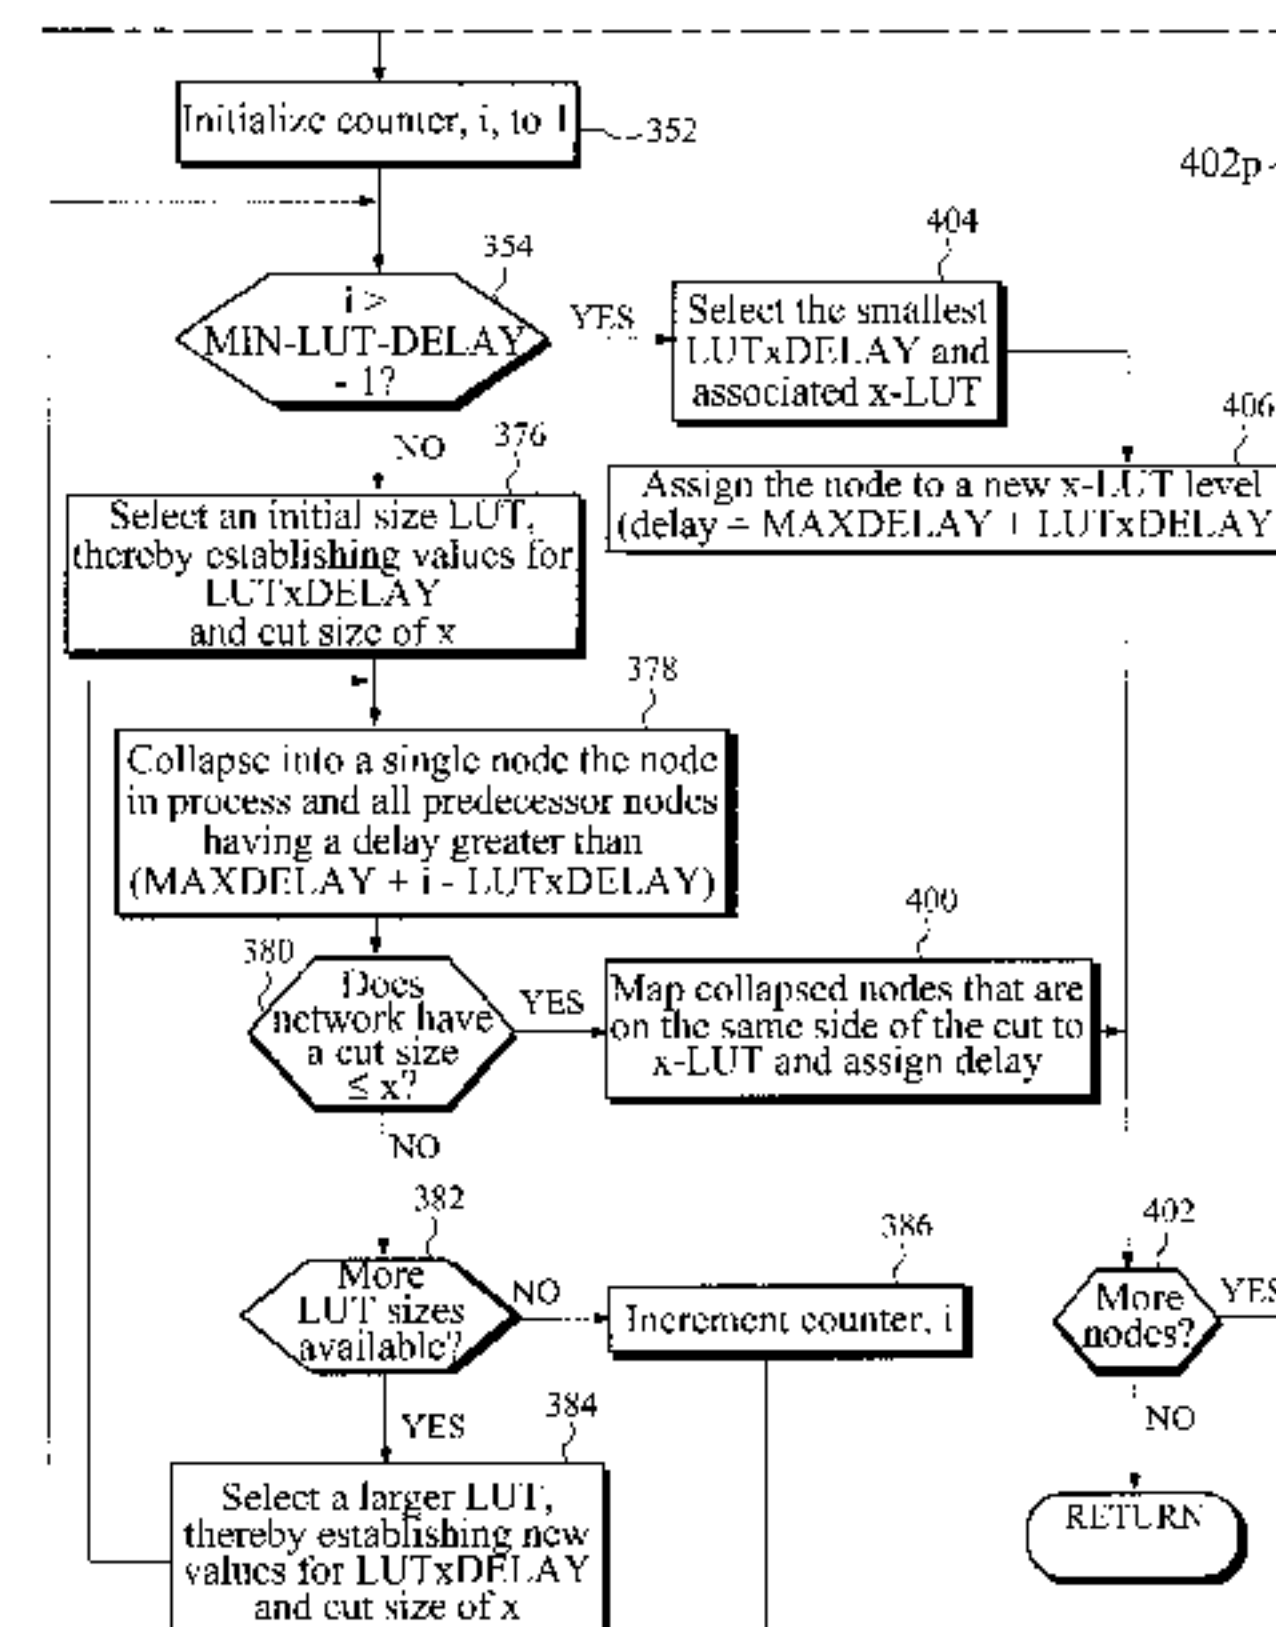 Initialize counter, i, to 1
352
402p
354
i >
MIN-LUT-DELAY
- 1?
YES
404
Select the smallest
LUTxDELAY and
associated x-LUT
NO
376
Select an initial size LUT,
thereby establishing values for
LUTxDELAY
and cut size of x
406
Assign the node to a new x-LUT level
(delay = MAXDELAY + LUTxDELAY
378
Collapse into a single node the node
in process and all predecessor nodes
having a delay greater than
(MAXDELAY + i - LUTxDELAY)
380
Does
network have
a cut size
≤ x?
YES
400
Map collapsed nodes that are
on the same side of the cut to
x-LUT and assign delay
NO
382
More
LUT sizes
available?
NO
386
Increment counter, i
402
More
nodes?
YES
YES
384
Select a larger LUT,
thereby establishing new
values for LUTxDELAY
and cut size of x
NO
RETURN